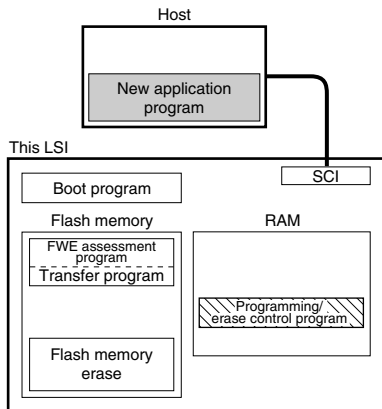 Host
New application
program
This LSI
SCI
Boot program
Flash memory
RAM
FWE assessment
program
Transfer program
Programming/
erase control program
Flash memory
erase